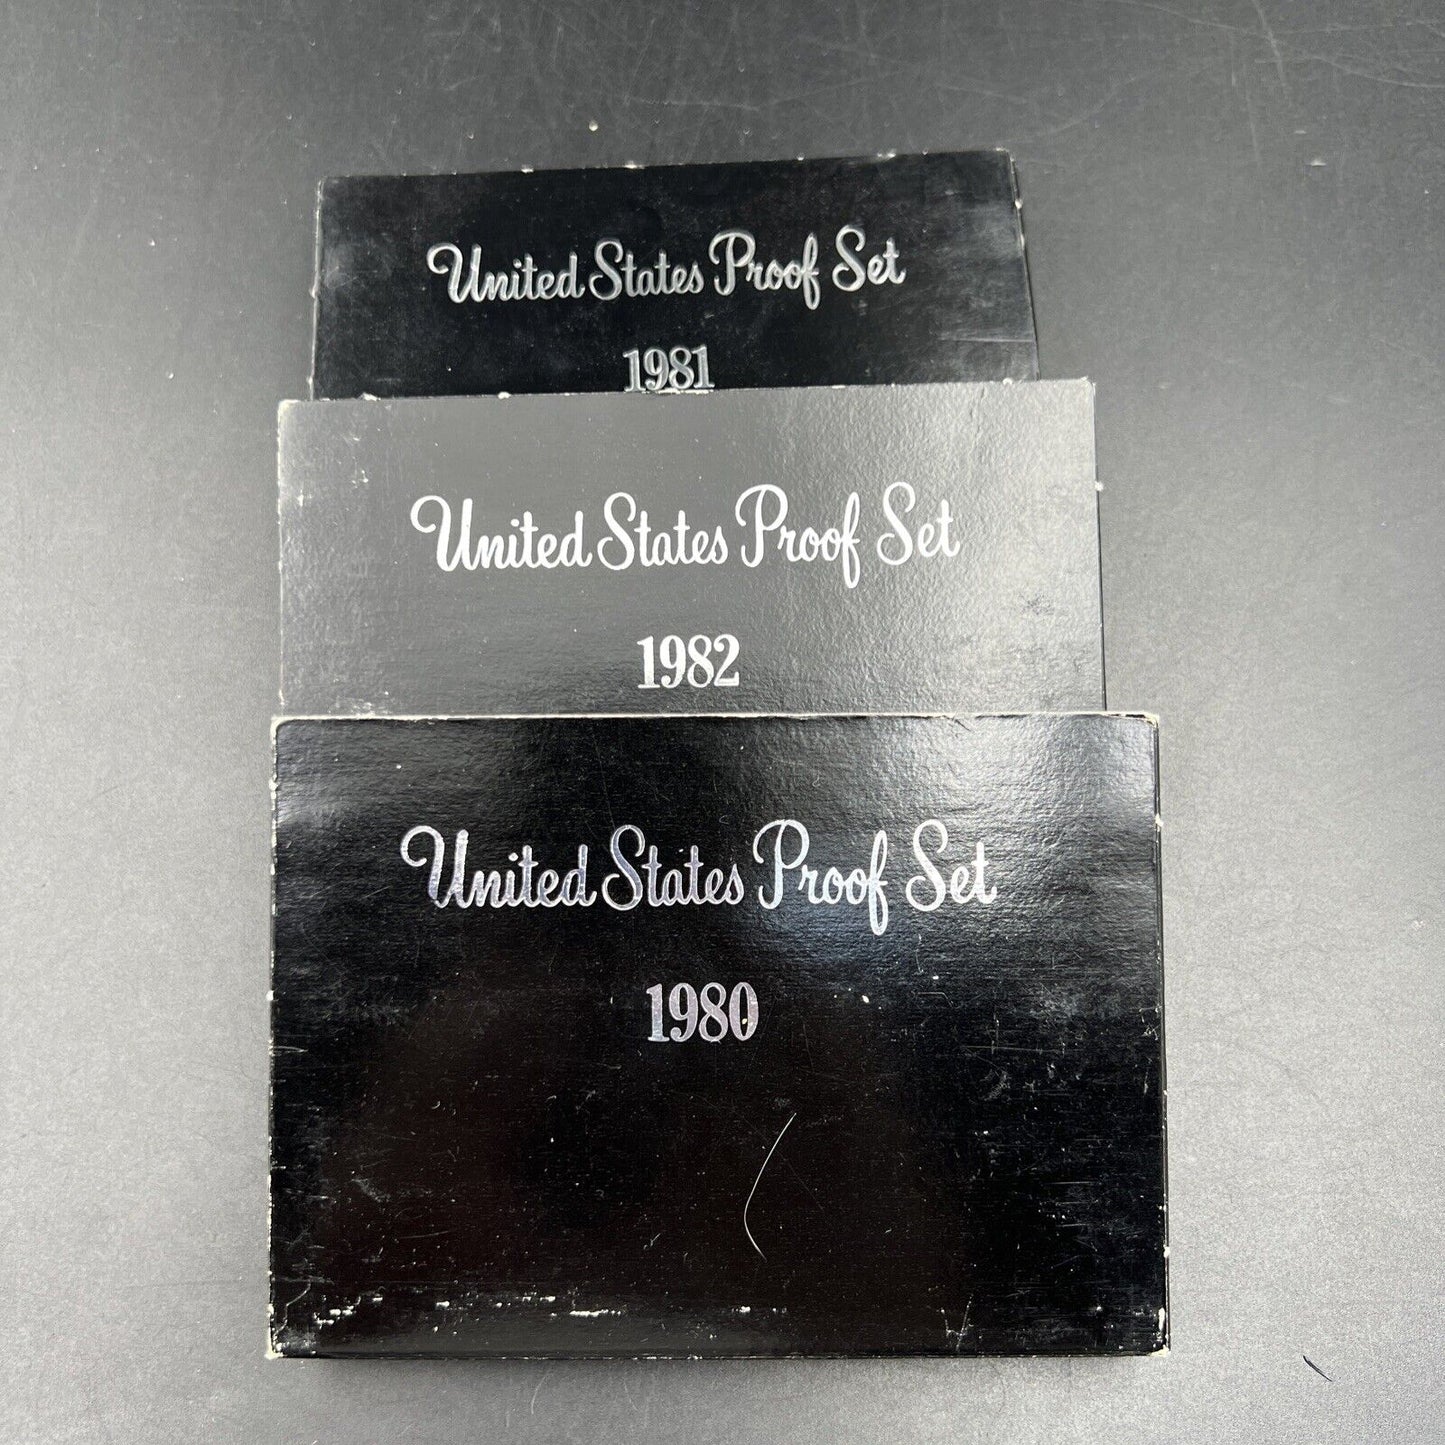 United States Proof Set
1981
United States Proof Set
1982
United States Proof Set
1980